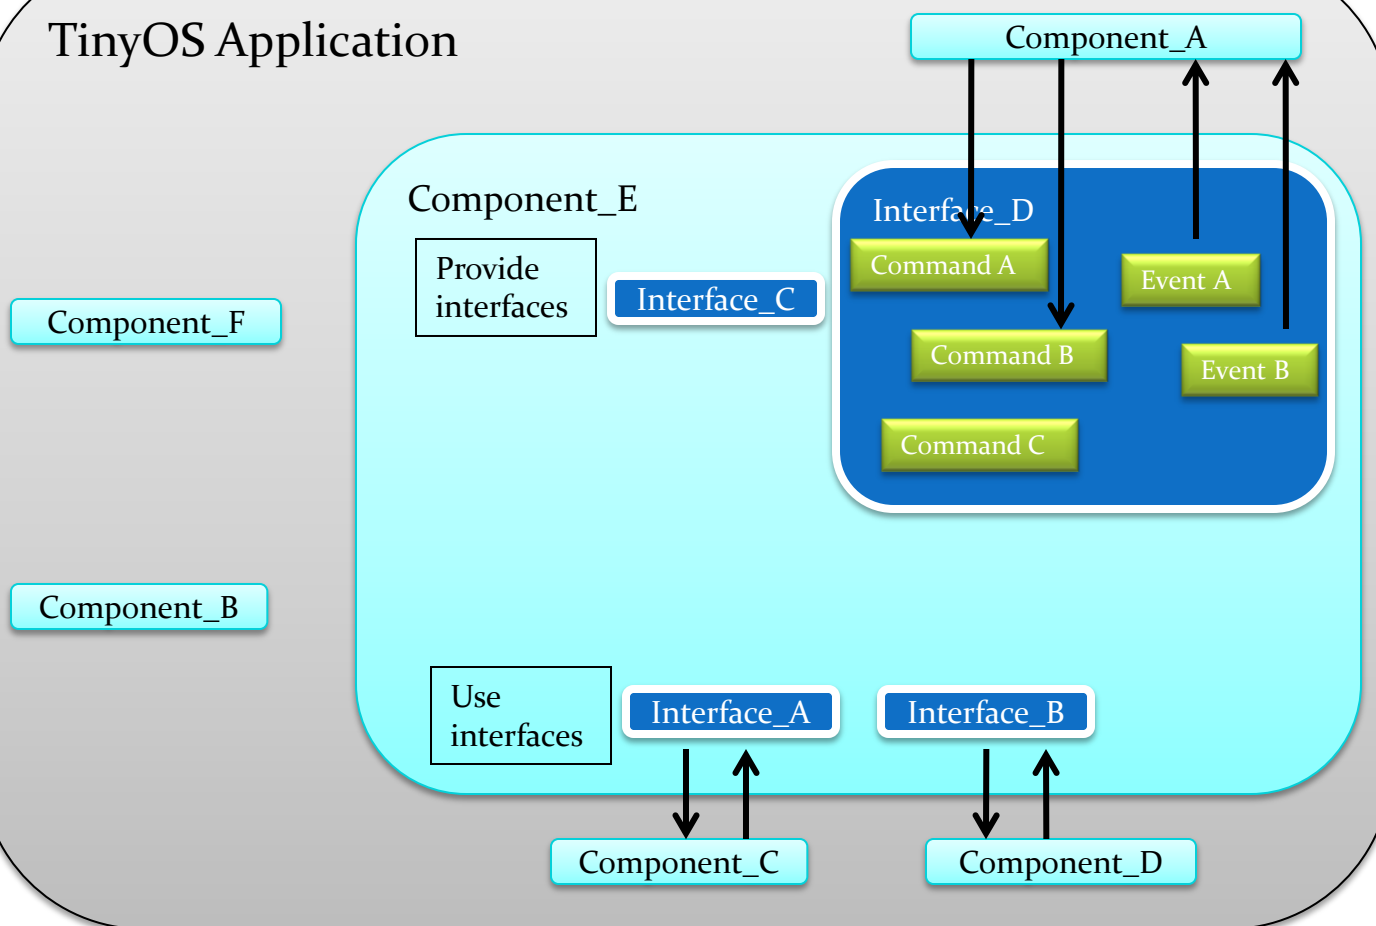 TinyOS Application
Component_A
Component_E
Interface_D
Provide
interfaces
Interface_C
Command A
Event A
Component_F
Command B
Event B
Command C
Component_B
Use
interfaces
Interface_A
Interface_B
Component_C
Component_D